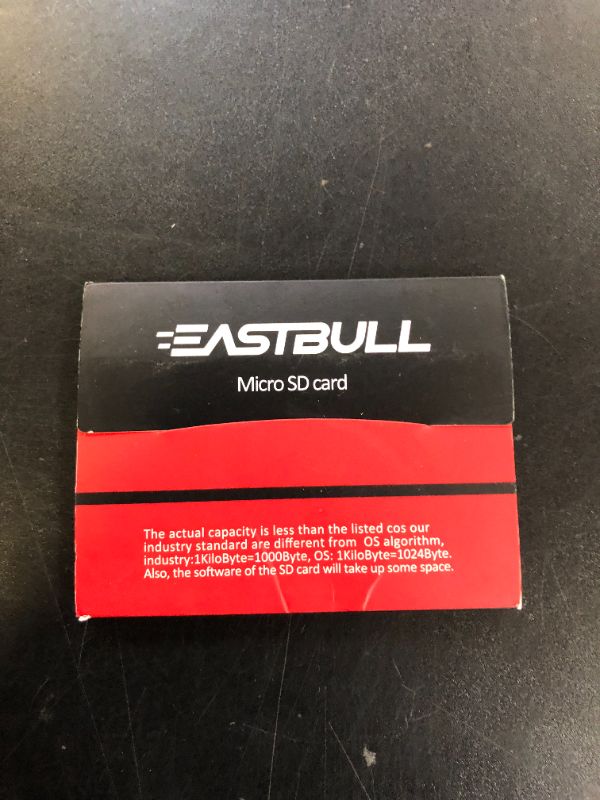 EASTBULL
Micro SD card
The actual capacity is less than the listed cos our
industry standard are different from OS algorithm,
industry:1KiloByte=1000Byte, OS: 1KiloByte=1024Byte.
Also, the software of the SD card will take up some space.